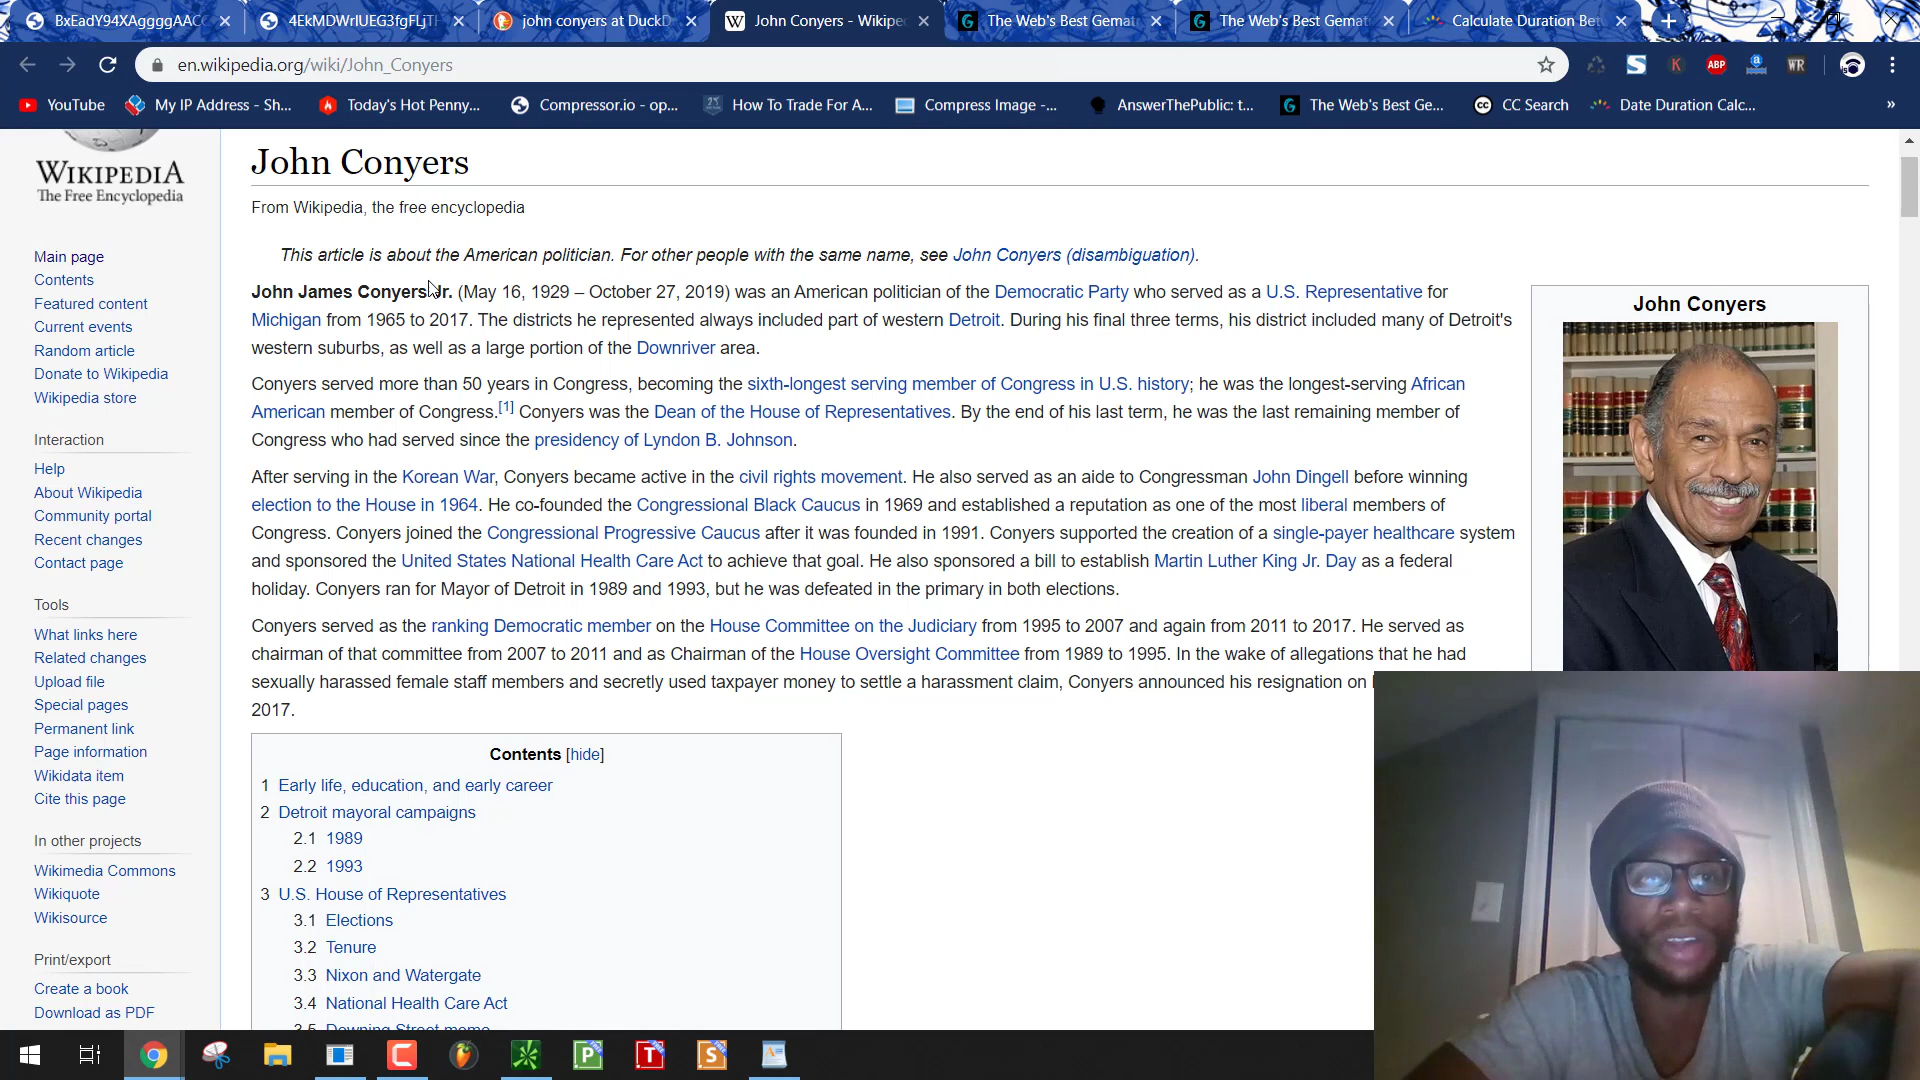 BxEadY94XAggggAACC
4EkMDWrIUEG3fgFLjTF
john conyers at DuckD
John Conyers - Wikipe
The Web's Best Gemat
The Web's Best Gemat
Calculate Duration Bet
en.wikipedia.org/wiki/John_Conyers
ABP
WR
YouTube
My IP Address - Sh...
Today's Hot Penny...
Compressor.io - op...
How To Trade For A...
Compress Image -...
AnswerThePublic: t...
The Web's Best Ge...
CC Search
Date Duration Calc...
WIKIPEDIA
The Free Encyclopedia
Main page
Contents
Featured content
Current events
Random article
Donate to Wikipedia
Wikipedia store
Interaction
Help
About Wikipedia
Community portal
Recent changes
Contact page
Tools
What links here
Related changes
Upload file
Special pages
Permanent link
Page information
Wikidata item
Cite this page
In other projects
Wikimedia Commons
Wikiquote
Wikisource
Print/export
Create a book
Download as PDF
John Conyers
From Wikipedia, the free encyclopedia
This article is about the American politician. For other people with the same name, see John Conyers (disambiguation).
John James Conyers Jr. (May 16, 1929 – October 27, 2019) was an American politician of the Democratic Party who served as a U.S. Representative for
Michigan from 1965 to 2017. The districts he represented always included part of western Detroit. During his final three terms, his district included many of Detroit's
western suburbs, as well as a large portion of the Downriver area.
Conyers served more than 50 years in Congress, becoming the sixth-longest serving member of Congress in U.S. history; he was the longest-serving African
American member of Congress.[1] Conyers was the Dean of the House of Representatives. By the end of his last term, he was the last remaining member of
Congress who had served since the presidency of Lyndon B. Johnson.
After serving in the Korean War, Conyers became active in the civil rights movement. He also served as an aide to Congressman John Dingell before winning
election to the House in 1964. He co-founded the Congressional Black Caucus in 1969 and established a reputation as one of the most liberal members of
Congress. Conyers joined the Congressional Progressive Caucus after it was founded in 1991. Conyers supported the creation of a single-payer healthcare system
and sponsored the United States National Health Care Act to achieve that goal. He also sponsored a bill to establish Martin Luther King Jr. Day as a federal
holiday. Conyers ran for Mayor of Detroit in 1989 and 1993, but he was defeated in the primary in both elections.
Conyers served as the ranking Democratic member on the House Committee on the Judiciary from 1995 to 2007 and again from 2011 to 2017. He served as
chairman of that committee from 2007 to 2011 and as Chairman of the House Oversight Committee from 1989 to 1995. In the wake of allegations that he had
sexually harassed female staff members and secretly used taxpayer money to settle a harassment claim, Conyers announced his resignation on
2017.
John Conyers
Contents [hide]
1 Early life, education, and early career
2 Detroit mayoral campaigns
2.1 1989
2.2 1993
3 U.S. House of Representatives
3.1 Elections
3.2 Tenure
3.3 Nixon and Watergate
3.4 National Health Care Act
3.5 Downing Street memo